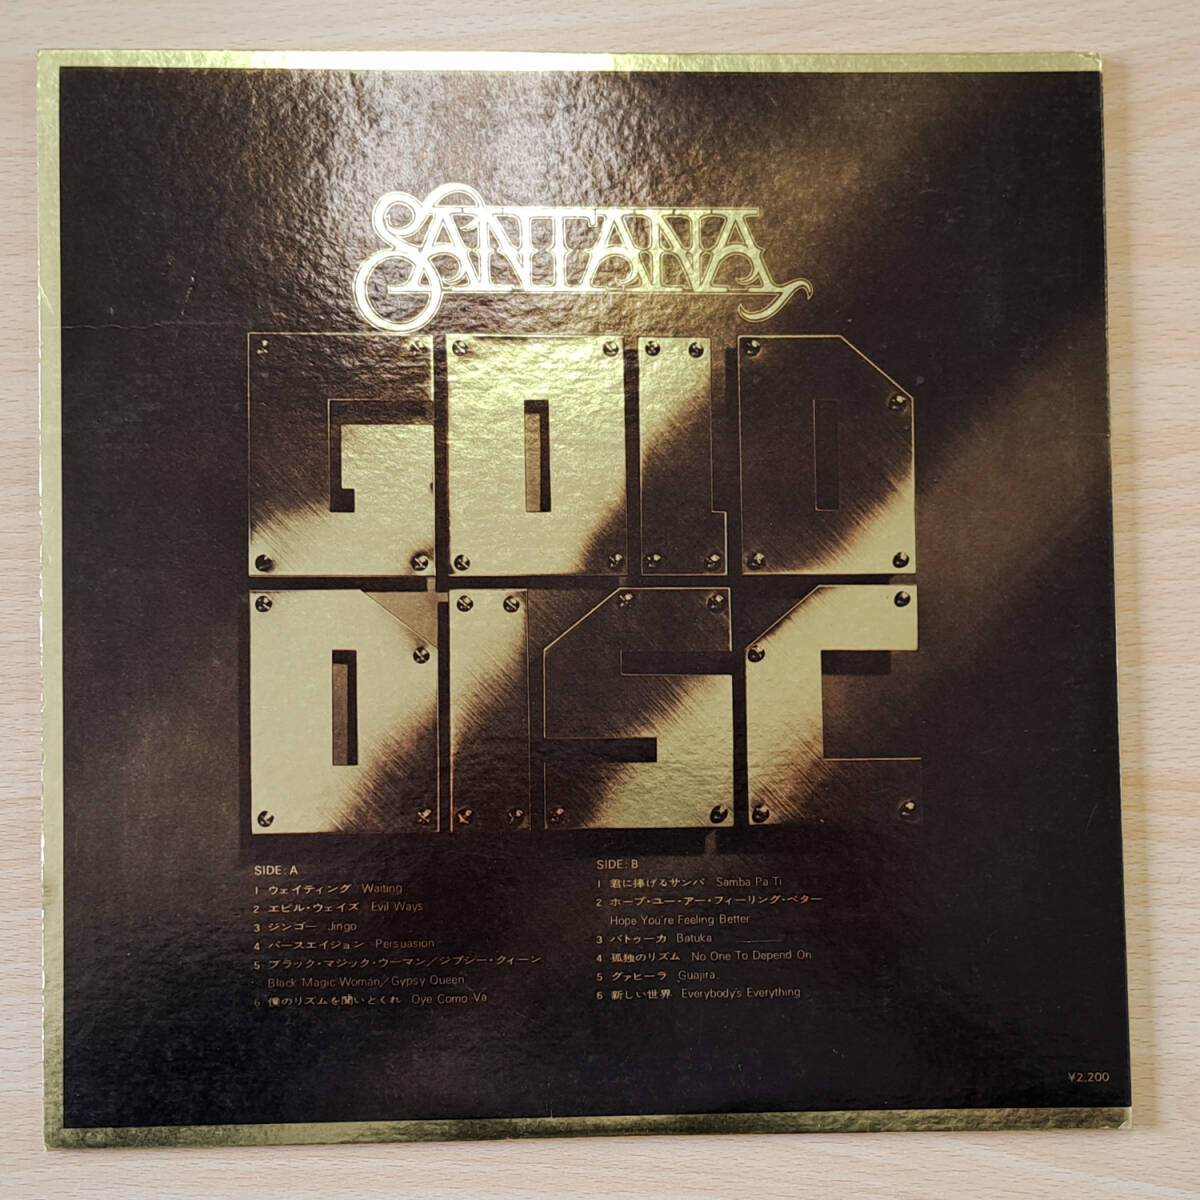 SANTANA
GOLD
DISC
SIDE: A
1 ウェイティング Waiting
2 エビル・ウェイズ Evil Ways
3 ジンゴー Jingo
4 パースエイジョン Persuasion
5 ブラック・マジック・ウーマン/ジプシー・クィーン
Black Magic Woman/Gypsy Queen
6 僕のリズムを聞いとくれ Oye Como Va
SIDE: B
1 君に捧げるサンバ Samba Pa Ti
2 ホープ・ユー・アー・フィーリング・ベター
Hope You're Feeling Better
3 バトゥーカ Batuka
4 孤独のリズム No One To Depend On
5 グァヒーラ Guajira
6 新しい世界 Everybody's Everything
¥2,200